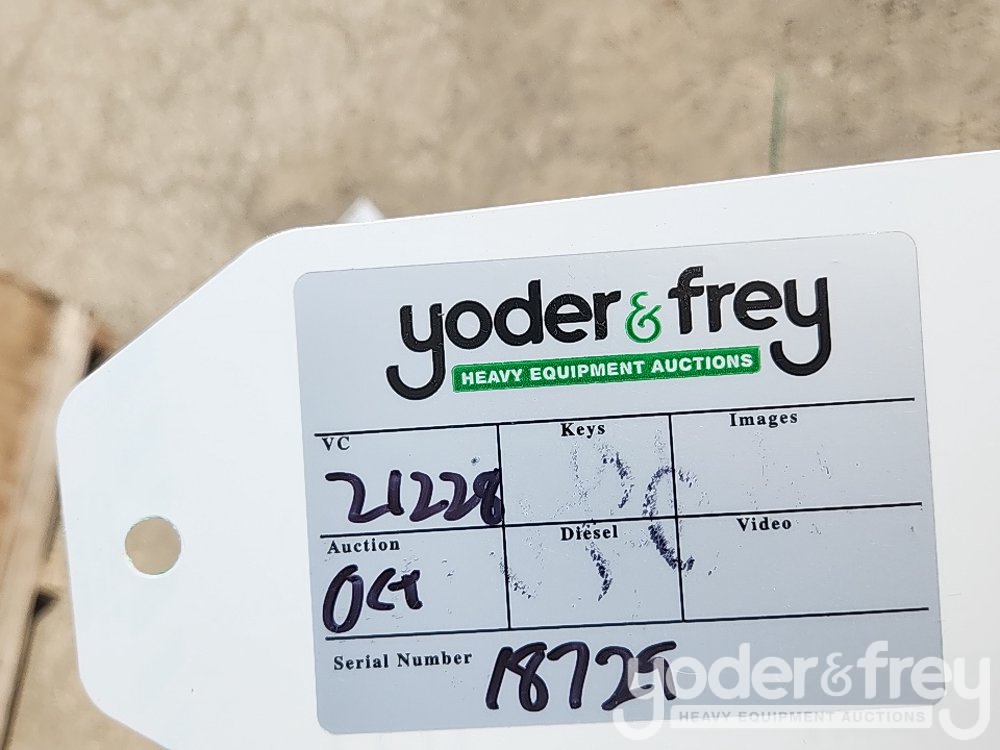 yoder & frey
HEAVY EQUIPMENT AUCTIONS
VC Keys Images
21228
Auction Diesel Video
Oct
Serial Number 18729
yoder & frey
HEAVY EQUIPMENT AUCTIONS